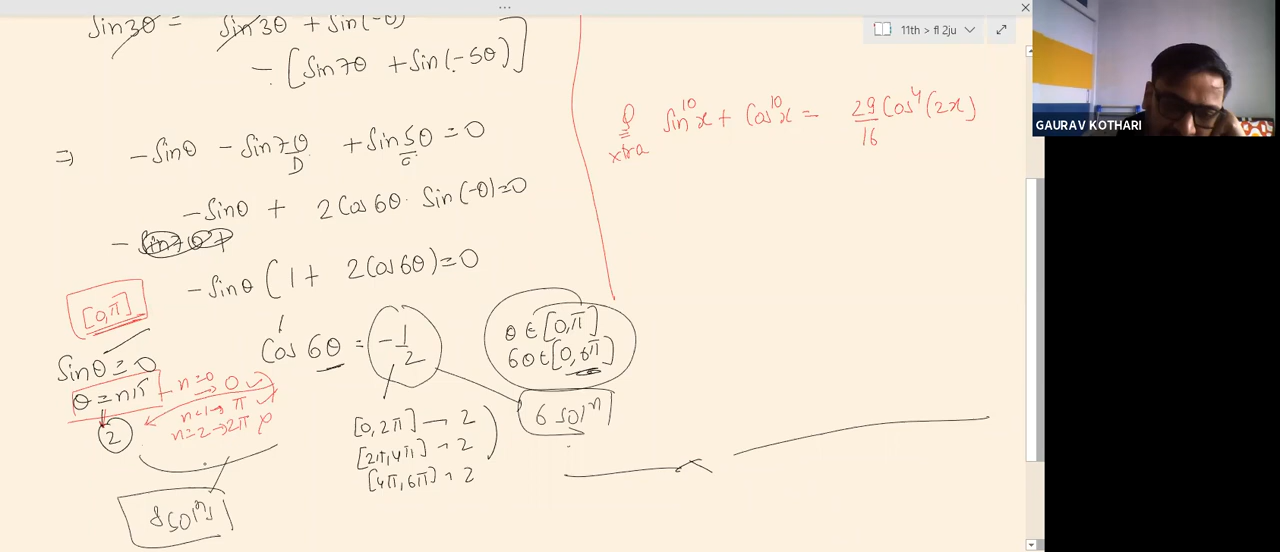 Sin3θ = Sin3θ + Sin(-θ)
- [Sin7θ + Sin(-5θ)]
⇒ -Sinθ - Sin7θ + Sin5θ = 0
D C
-Sinθ + 2Cos6θ. Sin(-θ)=0
-Sinθ (1 + 2Cos6θ)=0
[0,π]
Cos 6θ = -1/2
θ ∈ [0,π]
6θ ∈ [0,6π]
6 solⁿ
Sinθ = 0
θ = nπ
n=0 → 0
n=1 → π
n=2 → 2π ×
2
[0,2π] → 2
[2π,4π] → 2
[4π,6π] → 2
8 solⁿs
11th > fl 2ju
Q xtra
Sin¹⁰x + Cos¹⁰x = 29/16 Cos⁴(2x)
GAURAV KOTHARI